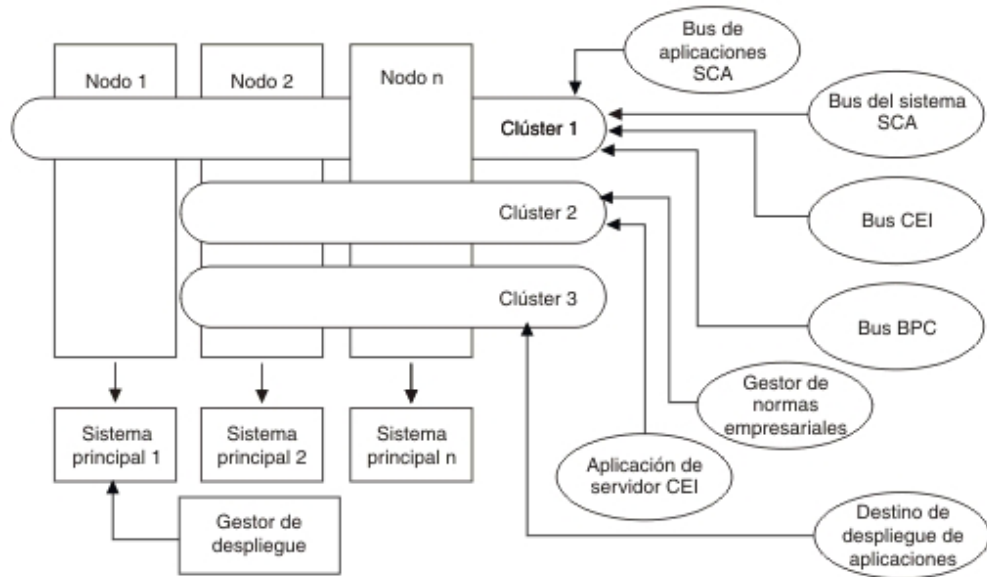 Nodo 1
Nodo 2
Nodo n
Bus de
aplicaciones
SCA
Bus del sistema
SCA
Clúster 1
Clúster 2
Bus CEI
Clúster 3
Bus BPC
Gestor de
normas
empresariales
Sistema
principal 1
Sistema
principal 2
Sistema
principal n
Aplicación de
servidor CEI
Gestor de
despliegue
Destino de
despliegue de
aplicaciones